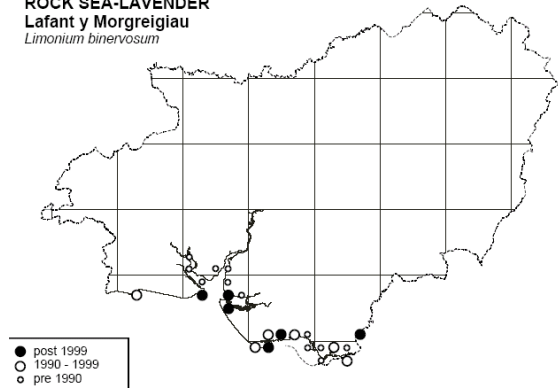 ROCK SEA-LAVENDER
Lafant y Morgreigiau
Limonium binervosum
post 1999
1990 - 1999
pre 1990